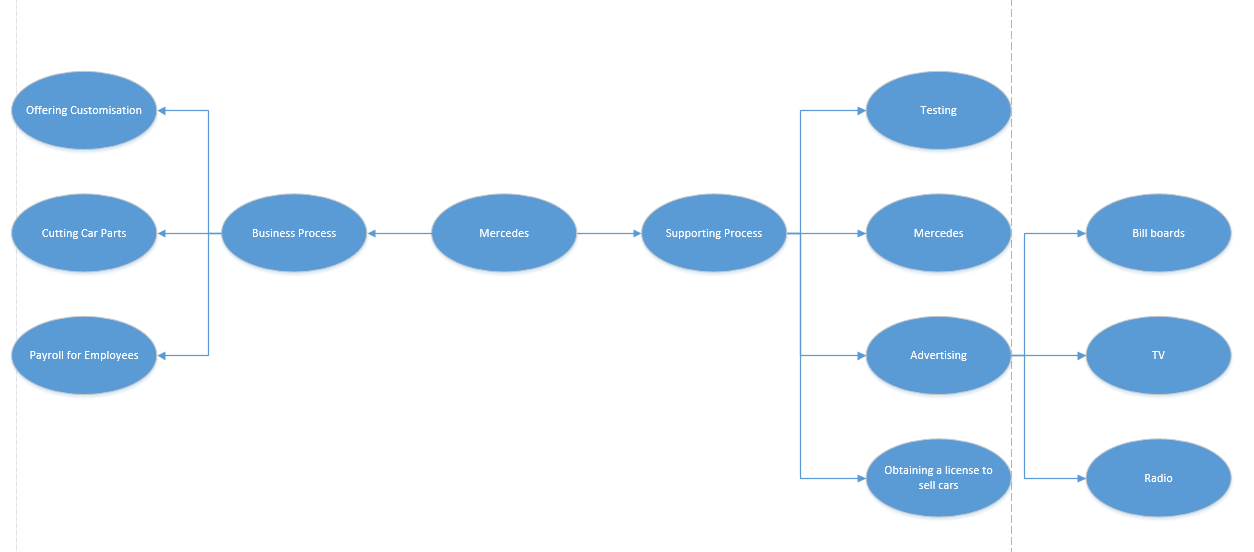 Offering Customisation
Testing
Cutting Car Parts
Business Process
Mercedes
Supporting Process
Mercedes
Bill boards
Payroll for Employees
Advertising
TV
Obtaining a license to
sell cars
Radio